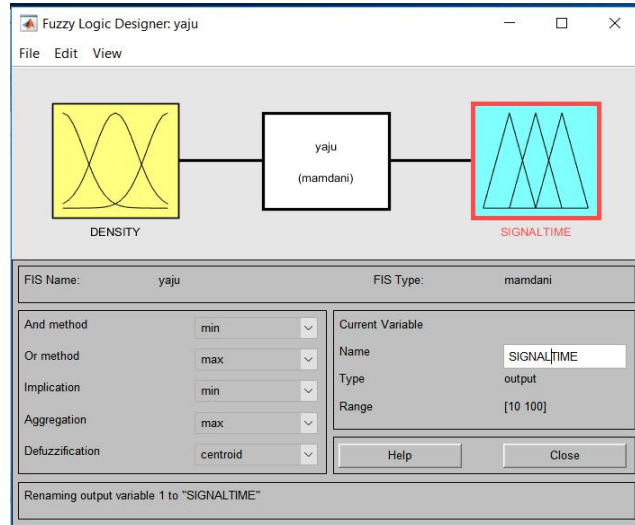 Fuzzy Logic Designer: yaju
File Edit View
yaju
(mamdani)
DENSITY
SIGNALTIME
FIS Name: yaju FIS Type: mamdani
And method min
Or method max
Implication min
Aggregation max
Defuzzification centroid
Current Variable
Name SIGNALTIME
Type output
Range [10 100]
Help Close
Renaming output variable 1 to "SIGNALTIME"